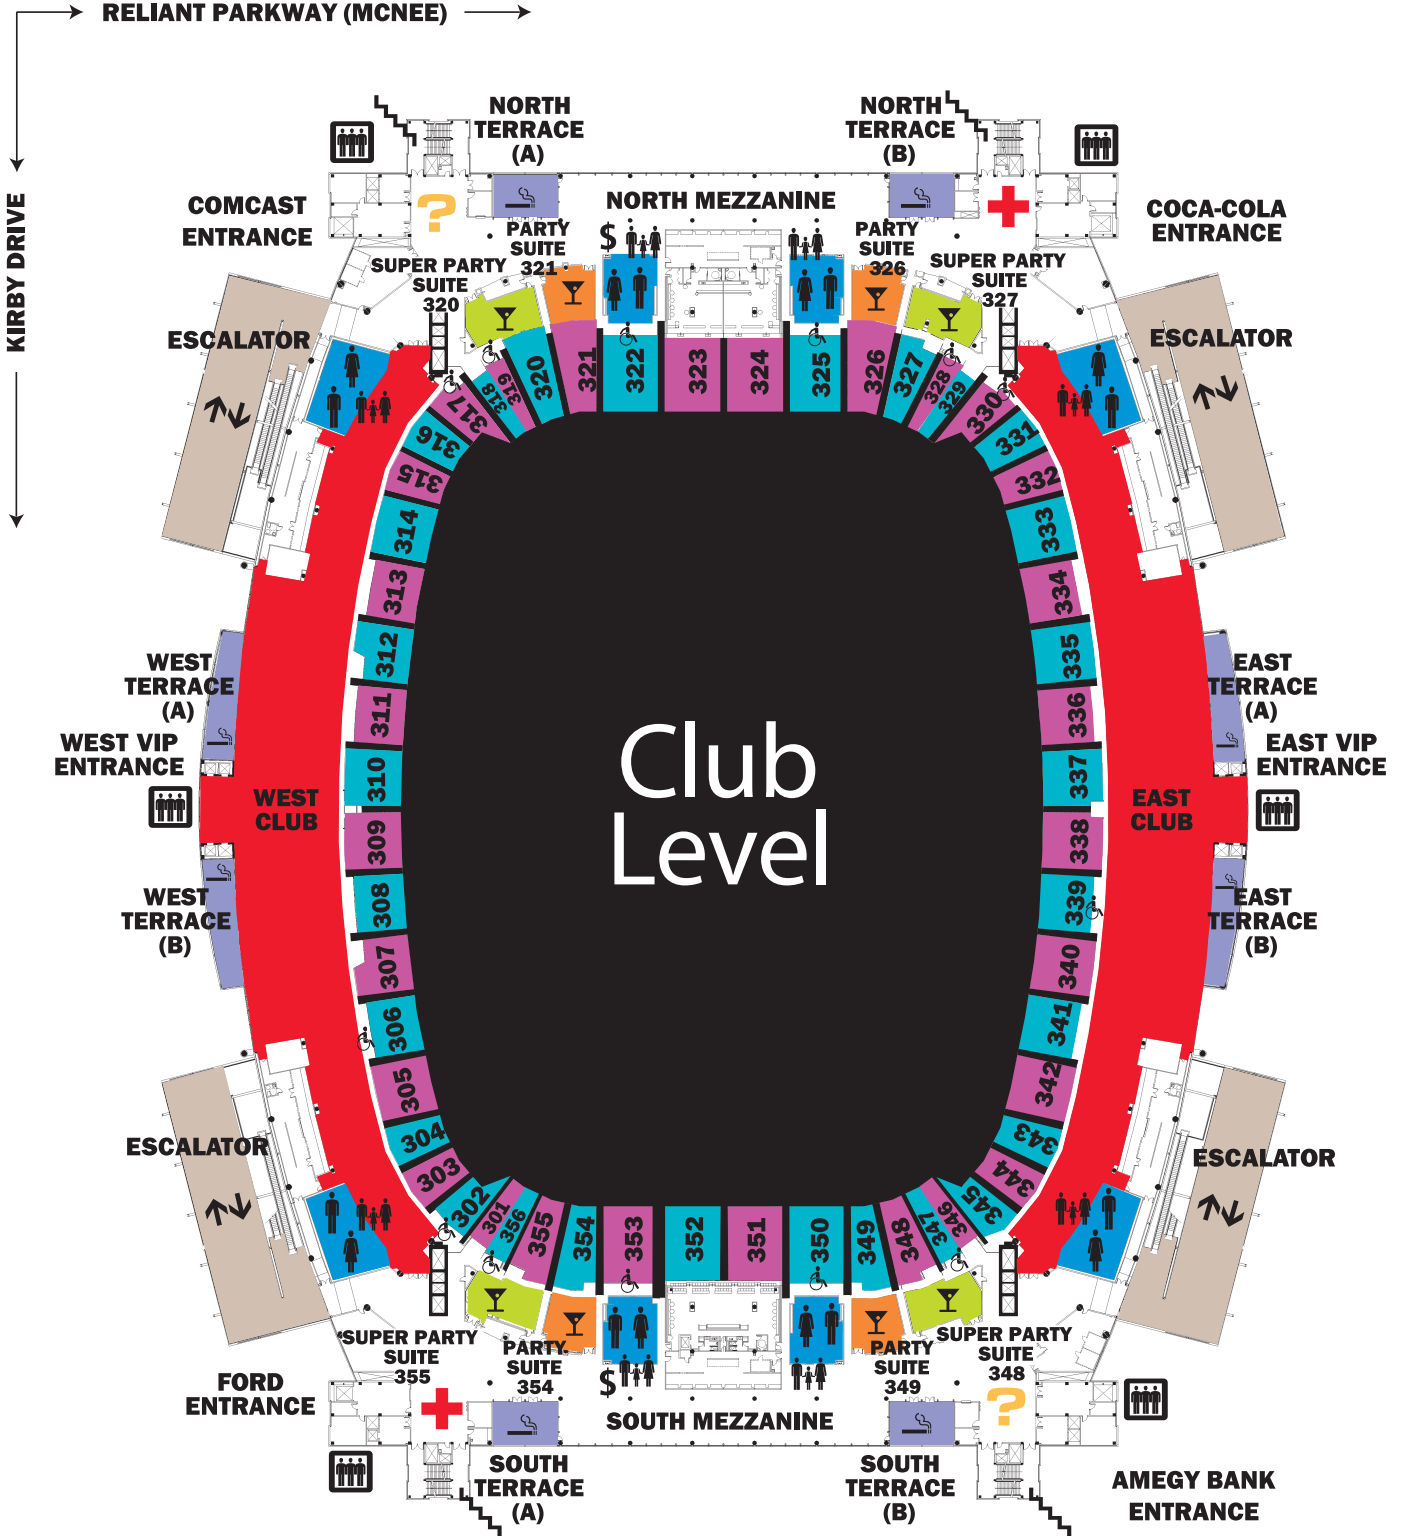 RELIANT PARKWAY (MCNEE)
KIRBY DRIVE
NORTH
TERRACE
(A)
NORTH
TERRACE
(B)
COMCAST
ENTRANCE
?
NORTH MEZZANINE
COCA-COLA
ENTRANCE
PARTY
SUITE
321
$
PARTY
SUITE
326
SUPER PARTY
SUITE
320
SUPER PARTY
SUITE
327
ESCALATOR
ESCALATOR
317
318
319
320
321
322
323
324
325
326
327
328
329
330
316
315
314
313
312
311
310
309
308
307
306
305
304
303
302
331
332
333
334
335
336
337
338
339
340
341
342
343
344
345
WEST
TERRACE
(A)
WEST VIP
ENTRANCE
WEST
CLUB
WEST
TERRACE
(B)
Club
Level
EAST
TERRACE
(A)
EAST VIP
ENTRANCE
EAST
CLUB
EAST
TERRACE
(B)
ESCALATOR
ESCALATOR
301
356
355
354
353
352
351
350
349
348
347
346
SUPER PARTY
SUITE
355
PARTY
SUITE
354
$
PARTY
SUITE
349
SUPER PARTY
SUITE
348
FORD
ENTRANCE
SOUTH MEZZANINE
?
SOUTH
TERRACE
(A)
SOUTH
TERRACE
(B)
AMEGY BANK
ENTRANCE